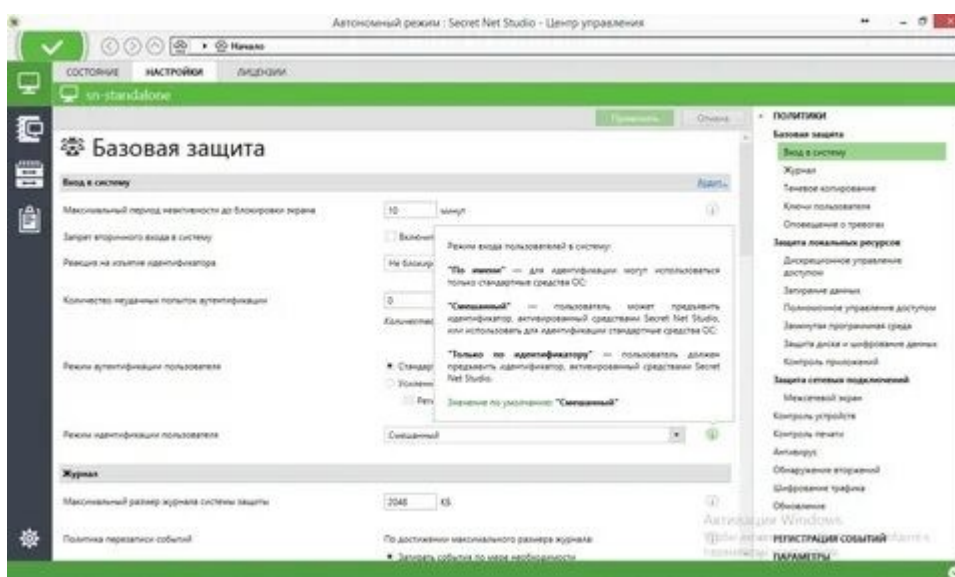 Автономный режим : Secret Net Studio - Центр управления
Начало
СОСТОЯНИЕ НАСТРОЙКИ ЛИЦЕНЗИИ
sn-standalone
Применить Отмена
Базовая защита
Вход в систему Аудит...
Максимальный период неактивности до блокировки экрана 10 минут
Запрет вторичного входа в систему
Реакция на изъятие идентификатора
Количество неудачных попыток аутентификации 0
Режим аутентификации пользователя
Режим входа пользователей в систему:
"По имени" — для идентификации могут использоваться
только стандартные средства ОС;
"Смешанный" — пользователь может предъявить
идентификатор, активированный средствами Secret Net Studio,
или использовать для идентификации стандартные средства ОС;
"Только по идентификатору" — пользователь должен
предъявить идентификатор, активированный средствами Secret
Net Studio.
Значение по умолчанию: "Смешанный"
Режим идентификации пользователя Смешанный
Журнал
Максимальный размер журнала системы защиты 2048 КБ
Политика перезаписи событий По достижении максимального размера журнала
Затирать события по мере необходимости
ПОЛИТИКИ
Базовая защита
Вход в систему
Журнал
Теневое копирование
Ключи пользователя
Оповещение о тревогах
Защита локальных ресурсов
Дискреционное управление
доступом
Затирание данных
Полномочное управление доступом
Замкнутая программная среда
Защита диска и шифрование данных
Контроль приложений
Защита сетевых подключений
Межсетевой экран
Контроль устройств
Контроль печати
Антивирус
Обнаружение вторжений
Шифрование трафика
Обновление
Активация Windows
РЕГИСТРАЦИЯ СОБЫТИЙ
ПАРАМЕТРЫ